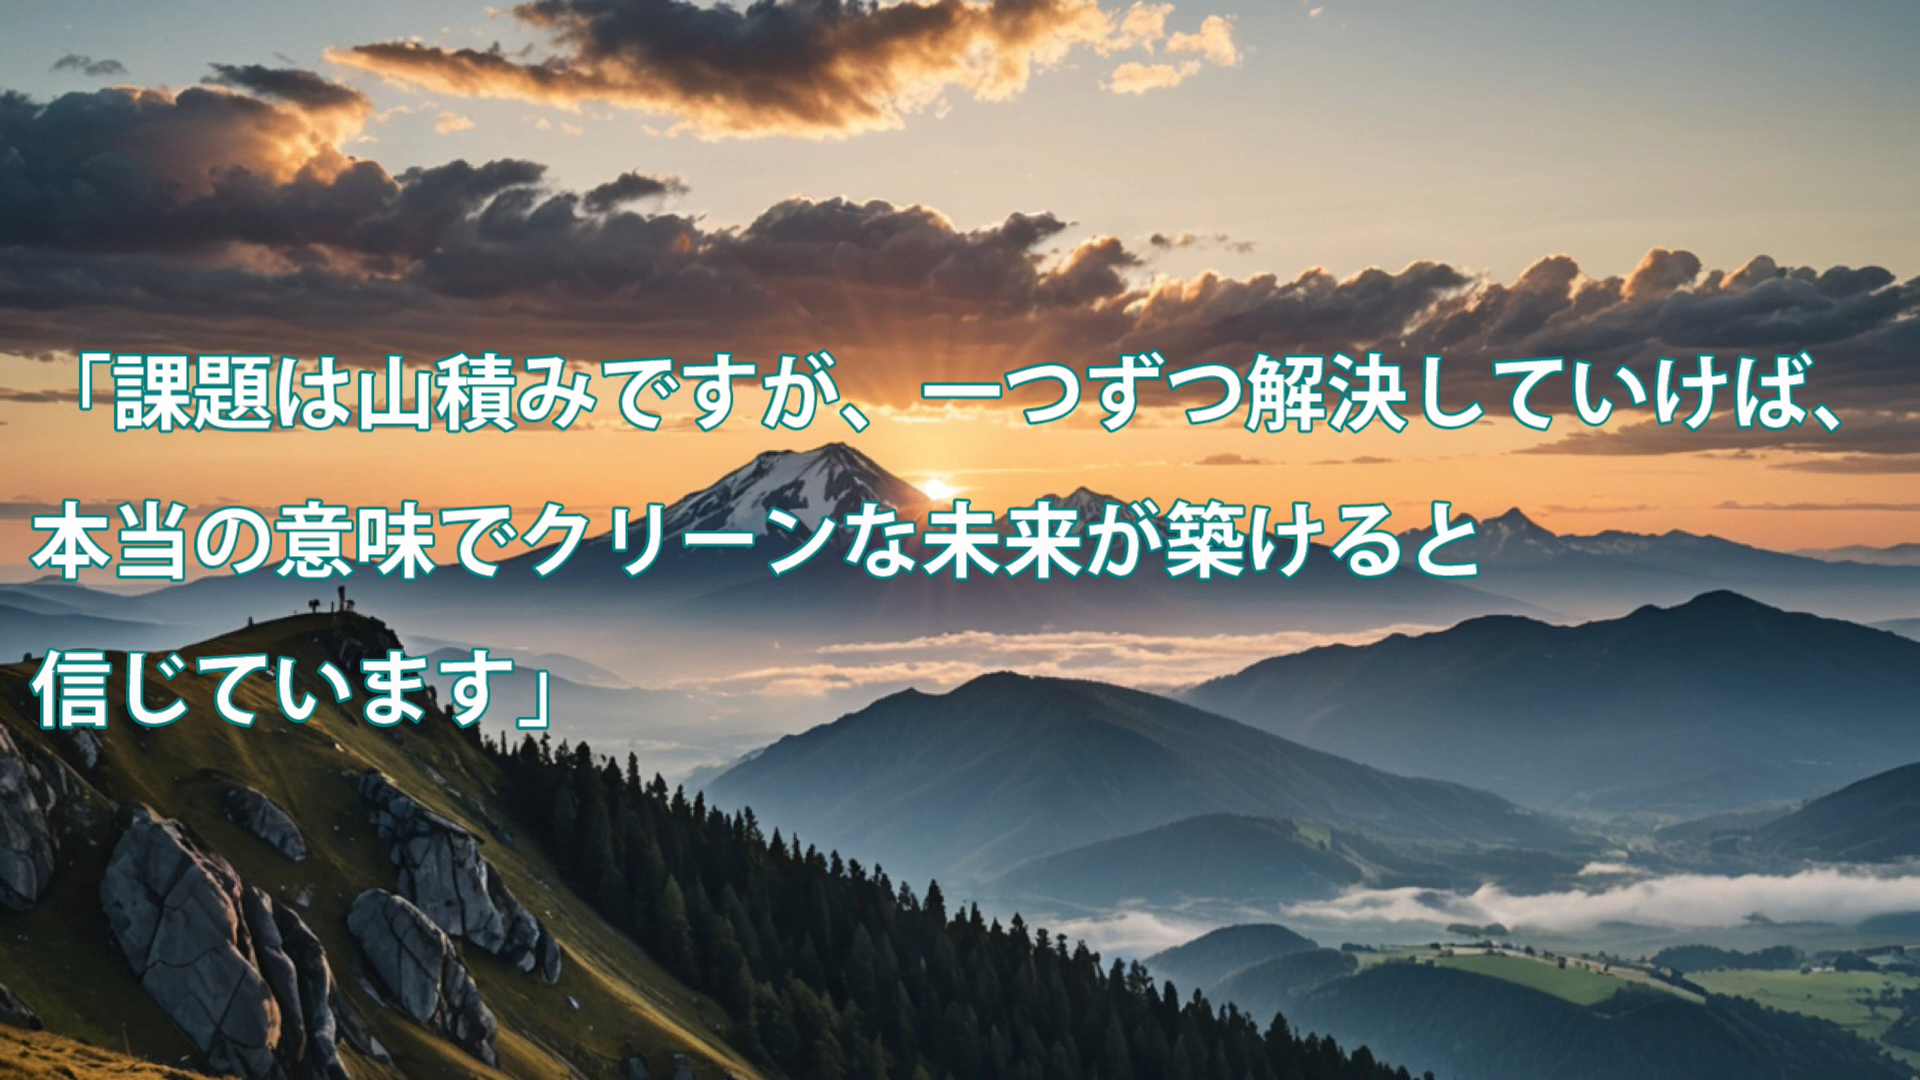 「課題は山積みですが、一つずつ解決していけば、
本当の意味でクリーンな未来が築けると
信じています」